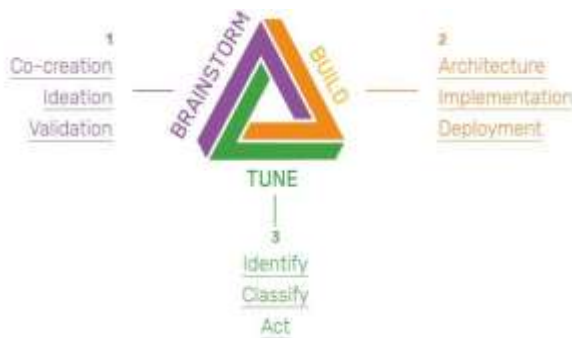 1
Co-creation
Ideation
Validation
BRAINSTORM
BUILD
2
Architecture
Implementation
Deployment
TUNE
3
Identify
Classify
Act